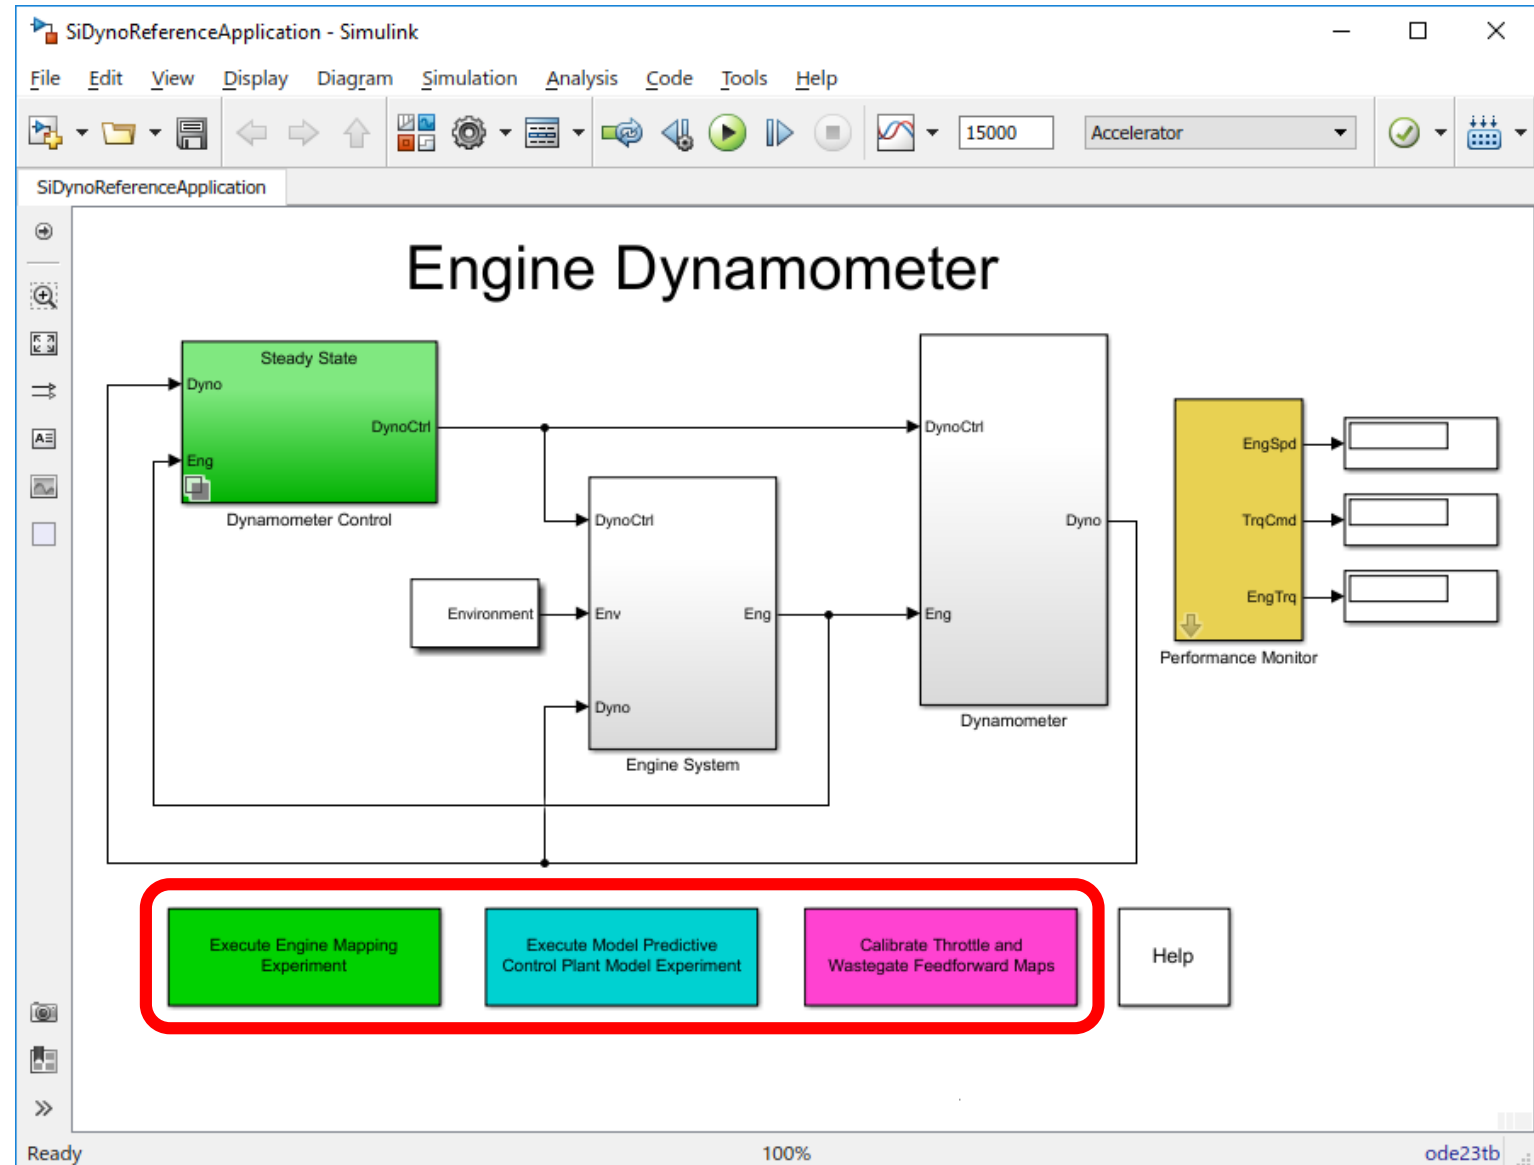 SiDynoReferenceApplication - Simulink
File Edit View Display Diagram Simulation Analysis Code Tools Help
15000 Accelerator
SiDynoReferenceApplication
Engine Dynamometer
Steady State
Dyno
DynoCtrl
Eng
Dynamometer Control
Environment
DynoCtrl
Env
Eng
Dyno
Engine System
DynoCtrl
Dyno
Eng
Dynamometer
EngSpd
TrqCmd
EngTrq
Performance Monitor
Execute Engine Mapping
Experiment
Execute Model Predictive
Control Plant Model Experiment
Calibrate Throttle and
Wastegate Feedforward Maps
Help
Ready 100% ode23tb